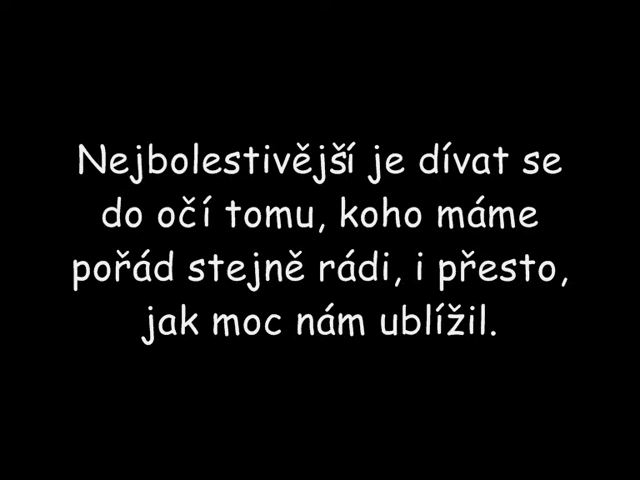 Nejbolestivější je dívat se
do očí tomu, koho máme
pořád stejně rádi, i přesto,
jak moc nám ublížil.